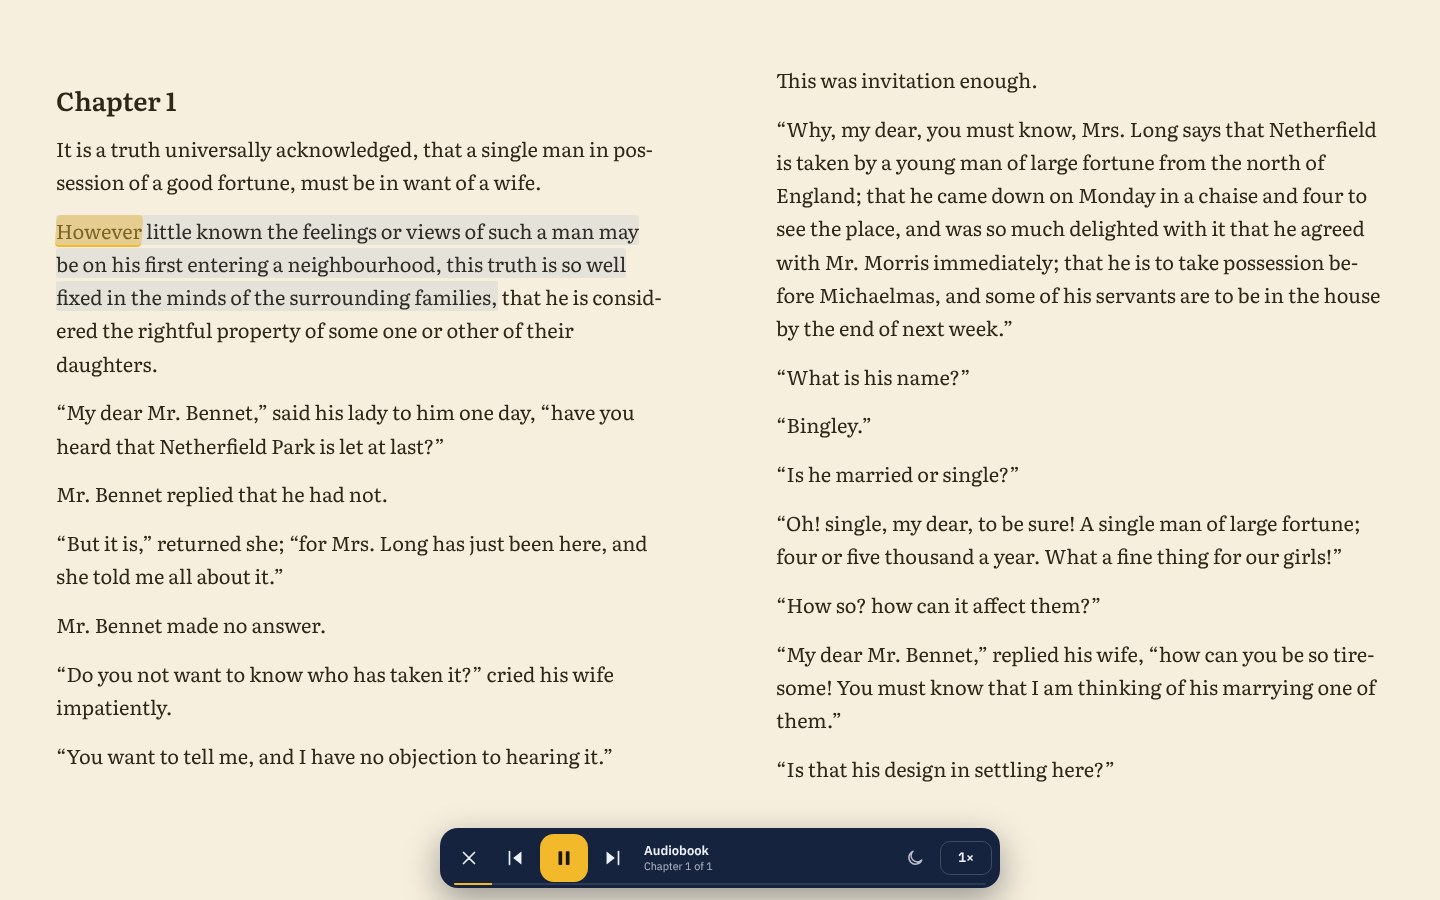 Chapter 1
It is a truth universally acknowledged, that a single man in pos-
session of a good fortune, must be in want of a wife.
However little known the feelings or views of such a man may
be on his first entering a neighbourhood, this truth is so well
fixed in the minds of the surrounding families, that he is consid-
ered the rightful property of some one or other of their
daughters.
“My dear Mr. Bennet,” said his lady to him one day, “have you
heard that Netherfield Park is let at last?”
Mr. Bennet replied that he had not.
“But it is,” returned she; “for Mrs. Long has just been here, and
she told me all about it.”
Mr. Bennet made no answer.
“Do you not want to know who has taken it?” cried his wife
impatiently.
“You want to tell me, and I have no objection to hearing it.”
This was invitation enough.
“Why, my dear, you must know, Mrs. Long says that Netherfield
is taken by a young man of large fortune from the north of
England; that he came down on Monday in a chaise and four to
see the place, and was so much delighted with it that he agreed
with Mr. Morris immediately; that he is to take possession be-
fore Michaelmas, and some of his servants are to be in the house
by the end of next week.”
“What is his name?”
“Bingley.”
“Is he married or single?”
“Oh! single, my dear, to be sure! A single man of large fortune;
four or five thousand a year. What a fine thing for our girls!”
“How so? how can it affect them?”
“My dear Mr. Bennet,” replied his wife, “how can you be so tire-
some! You must know that I am thinking of his marrying one of
them.”
“Is that his design in settling here?”
Audiobook
Chapter 1 of 1
1×